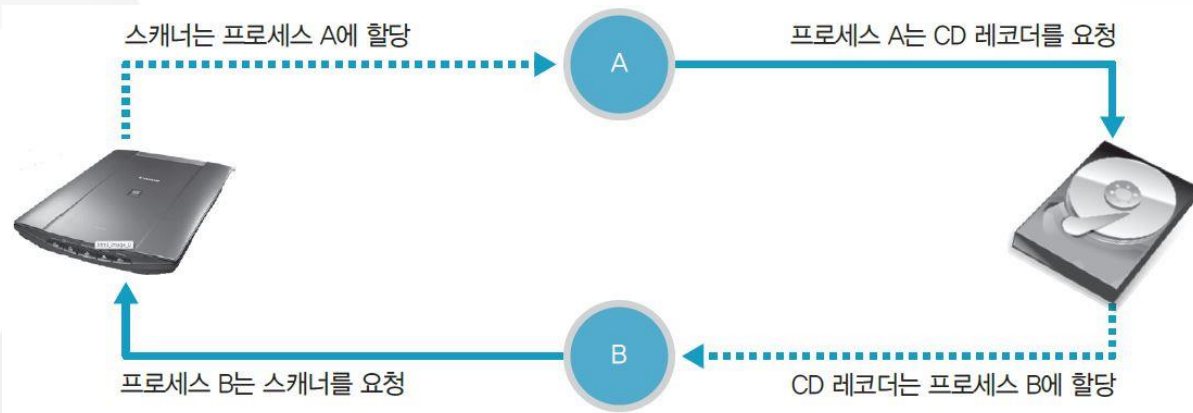 스캐너는 프로세스 A에 할당
프로세스 A는 CD 레코더를 요청
A
B
프로세스 B는 스캐너를 요청
CD 레코더는 프로세스 B에 할당